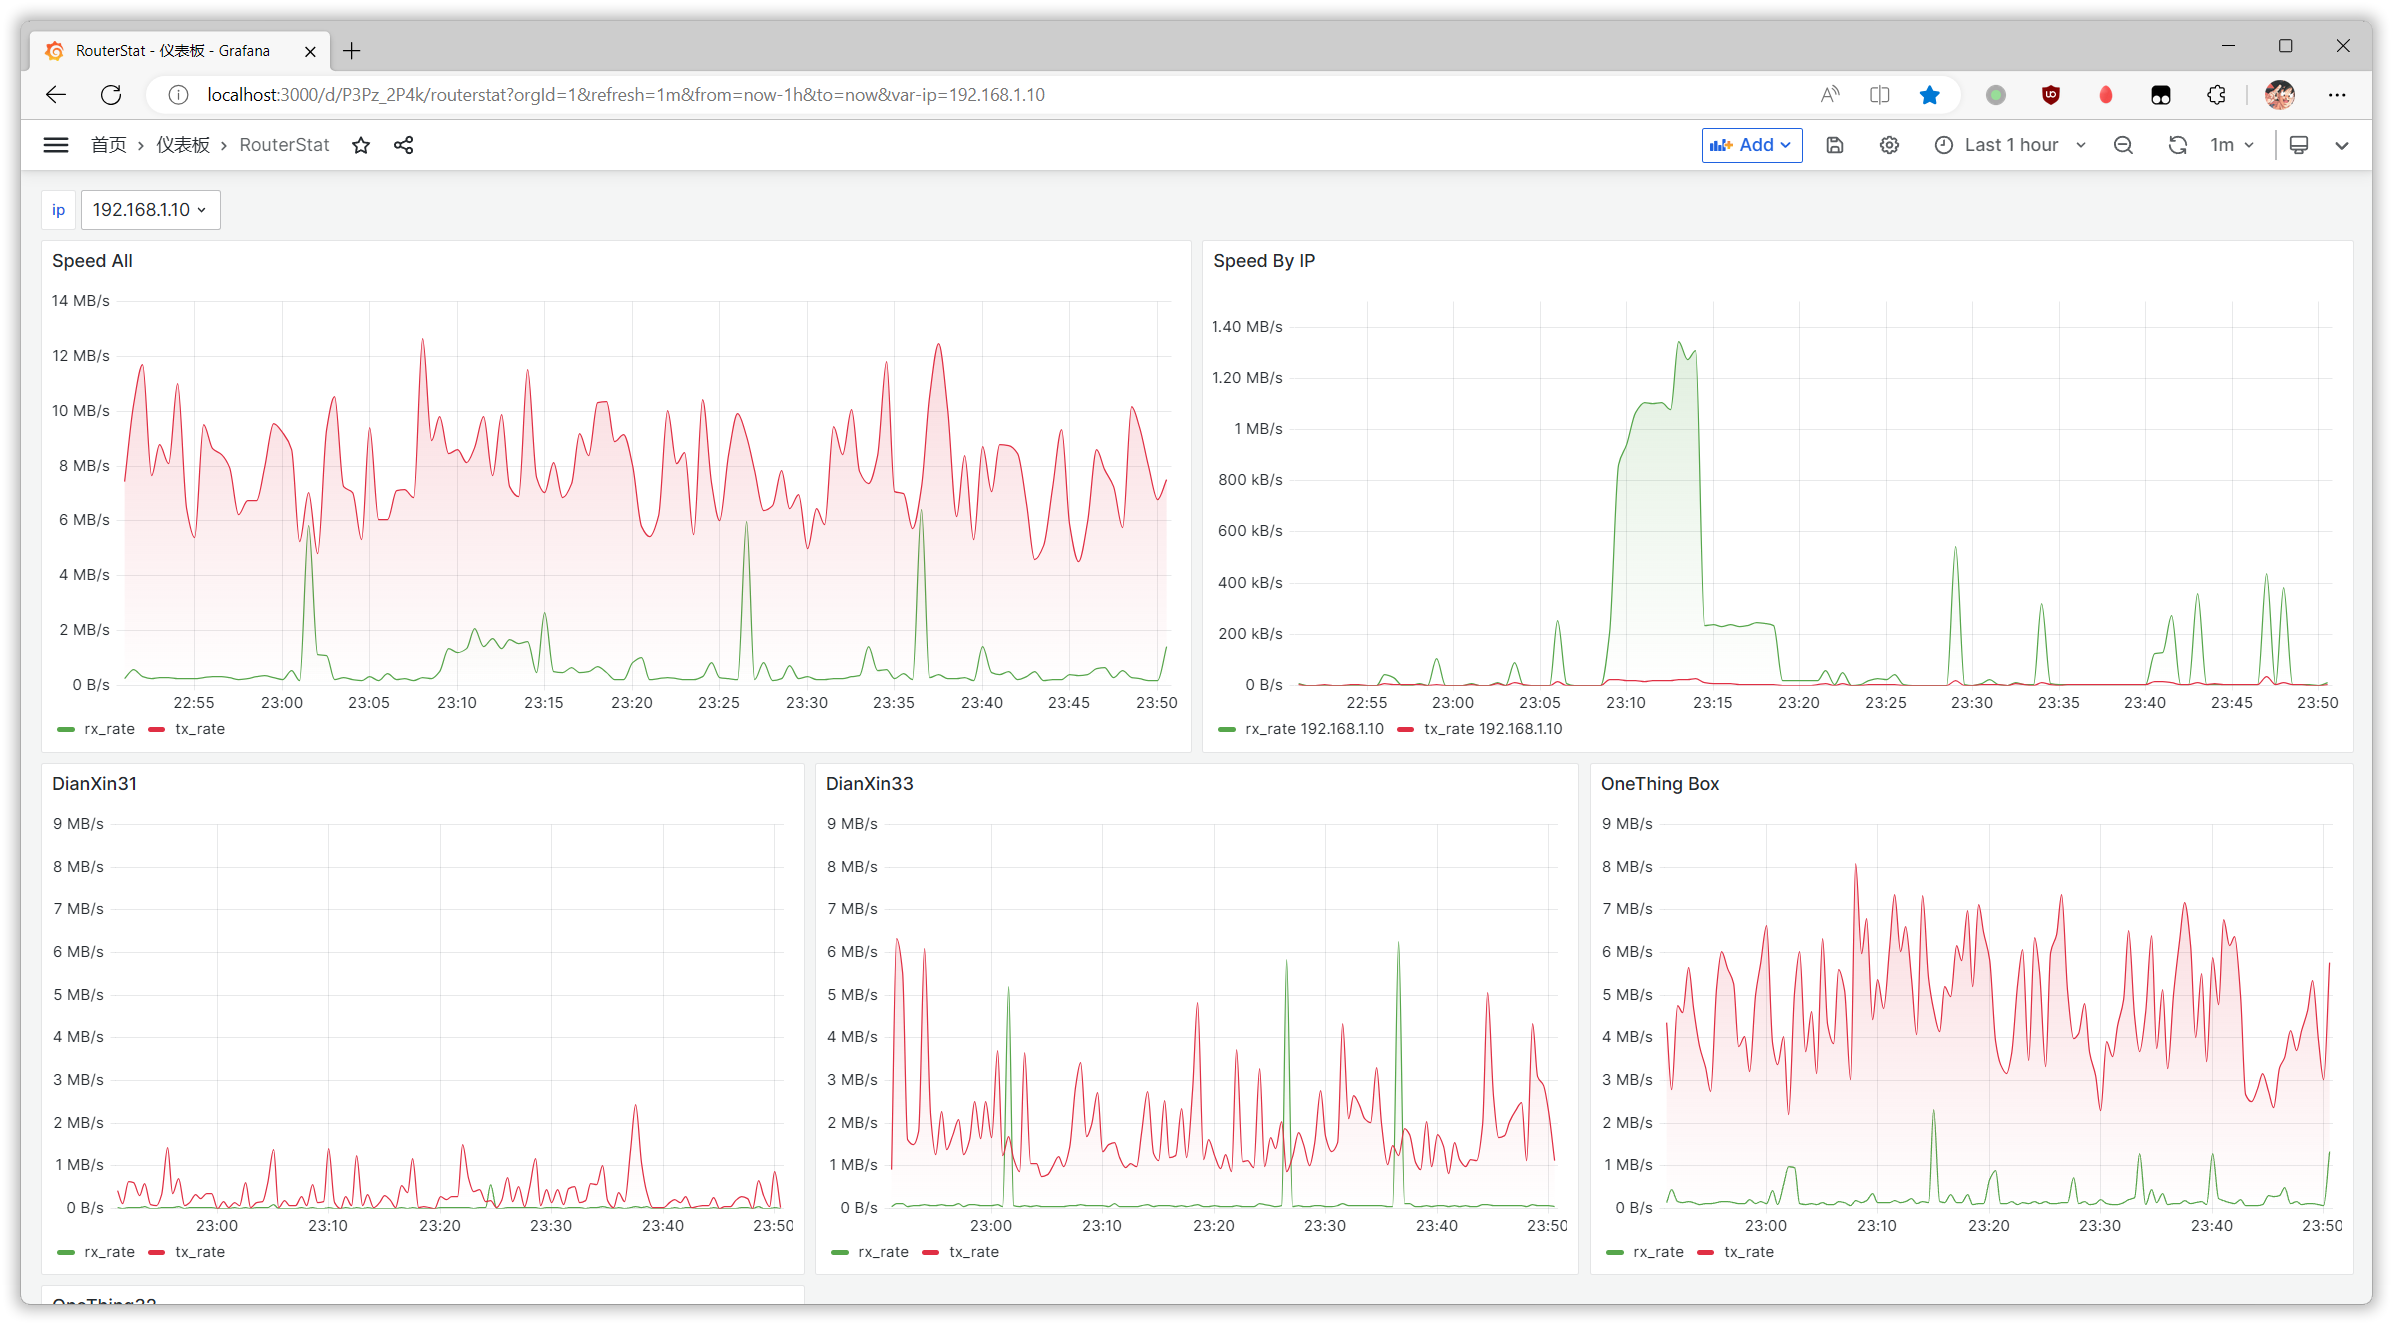 RouterStat - 仪表板 - Grafana
localhost:3000/d/P3Pz_2P4k/routerstat?orgId=1&refresh=1m&from=now-1h&to=now&var-ip=192.168.1.10
首页 › 仪表板 › RouterStat
Add
Last 1 hour
1m
ip 192.168.1.10
Speed All
14 MB/s
12 MB/s
10 MB/s
8 MB/s
6 MB/s
4 MB/s
2 MB/s
0 B/s
22:55 23:00 23:05 23:10 23:15 23:20 23:25 23:30 23:35 23:40 23:45 23:50
rx_rate tx_rate
Speed By IP
1.40 MB/s
1.20 MB/s
1 MB/s
800 kB/s
600 kB/s
400 kB/s
200 kB/s
0 B/s
22:55 23:00 23:05 23:10 23:15 23:20 23:25 23:30 23:35 23:40 23:45 23:50
rx_rate 192.168.1.10 tx_rate 192.168.1.10
DianXin31
9 MB/s
8 MB/s
7 MB/s
6 MB/s
5 MB/s
4 MB/s
3 MB/s
2 MB/s
1 MB/s
0 B/s
23:00 23:10 23:20 23:30 23:40 23:50
rx_rate tx_rate
DianXin33
9 MB/s
8 MB/s
7 MB/s
6 MB/s
5 MB/s
4 MB/s
3 MB/s
2 MB/s
1 MB/s
0 B/s
23:00 23:10 23:20 23:30 23:40 23:50
rx_rate tx_rate
OneThing Box
9 MB/s
8 MB/s
7 MB/s
6 MB/s
5 MB/s
4 MB/s
3 MB/s
2 MB/s
1 MB/s
0 B/s
23:00 23:10 23:20 23:30 23:40 23:50
rx_rate tx_rate